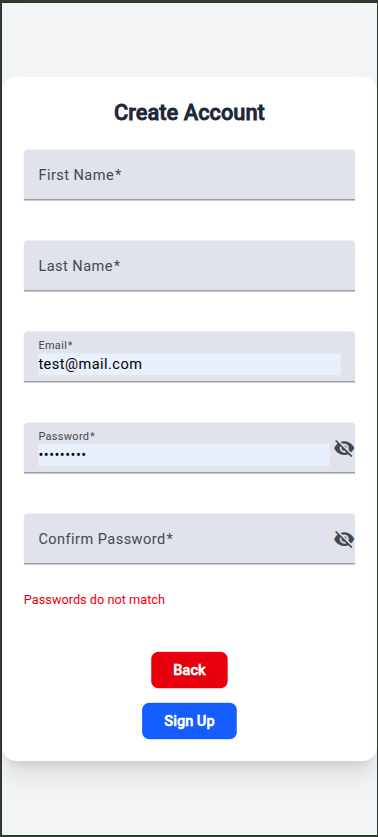 Create Account
First Name*
Last Name*
Email*
test@mail.com
Password*
•••••••••
Confirm Password*
Passwords do not match
Back
Sign Up